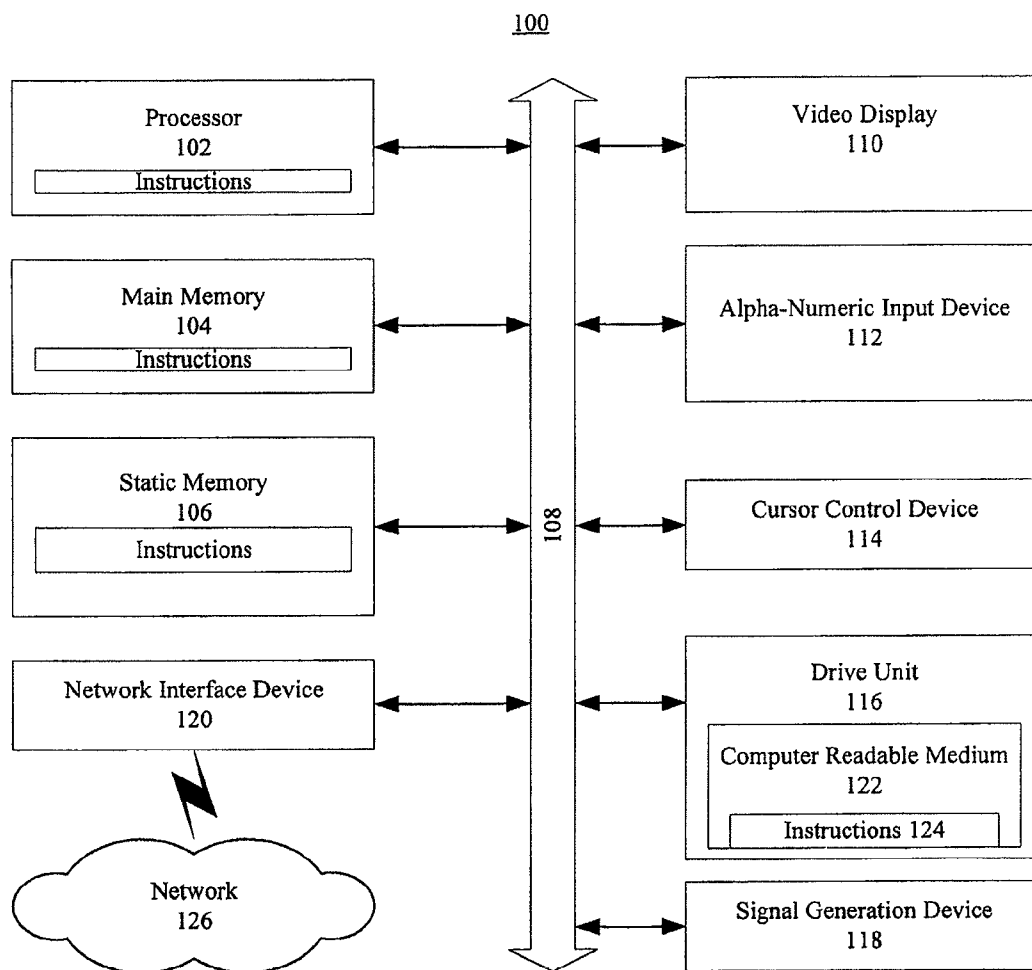 100
Processor
102
Instructions
Main Memory
104
Instructions
Static Memory
106
Instructions
Network Interface Device
120
Network
126
108
Video Display
110
Alpha-Numeric Input Device
112
Cursor Control Device
114
Drive Unit
116
Computer Readable Medium
122
Instructions 124
Signal Generation Device
118